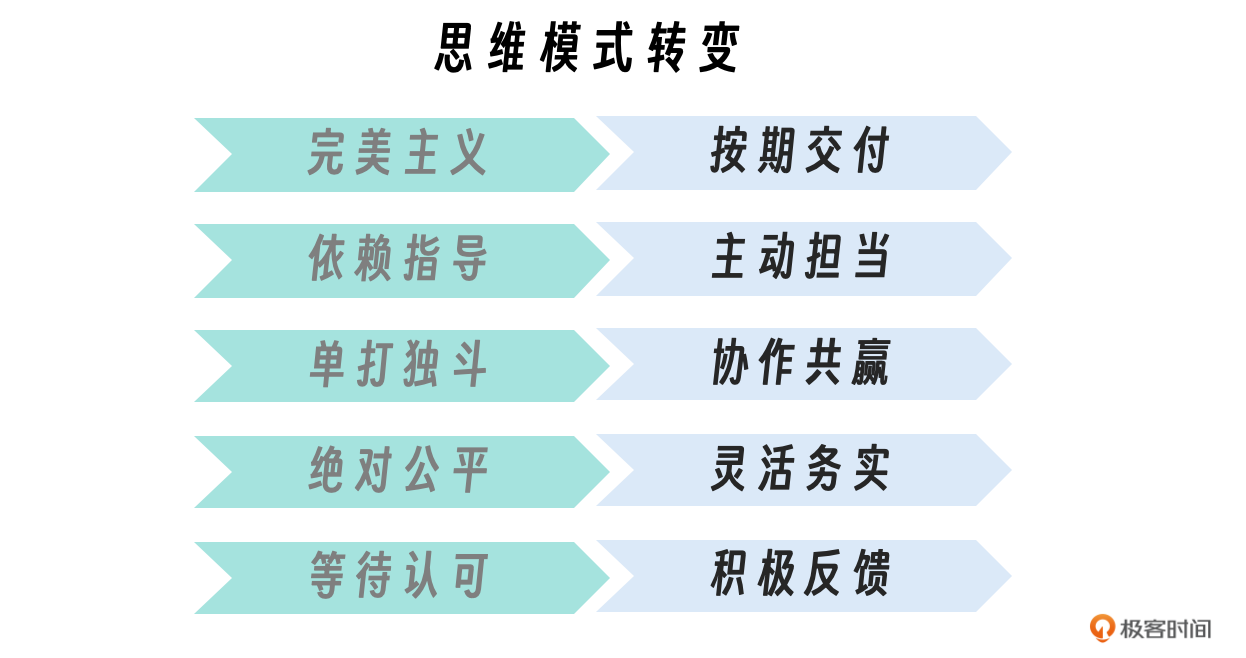 思维模式转变
完美主义 按期交付
依赖指导 主动担当
单打独斗 协作共赢
绝对公平 灵活务实
等待认可 积极反馈
极客时间